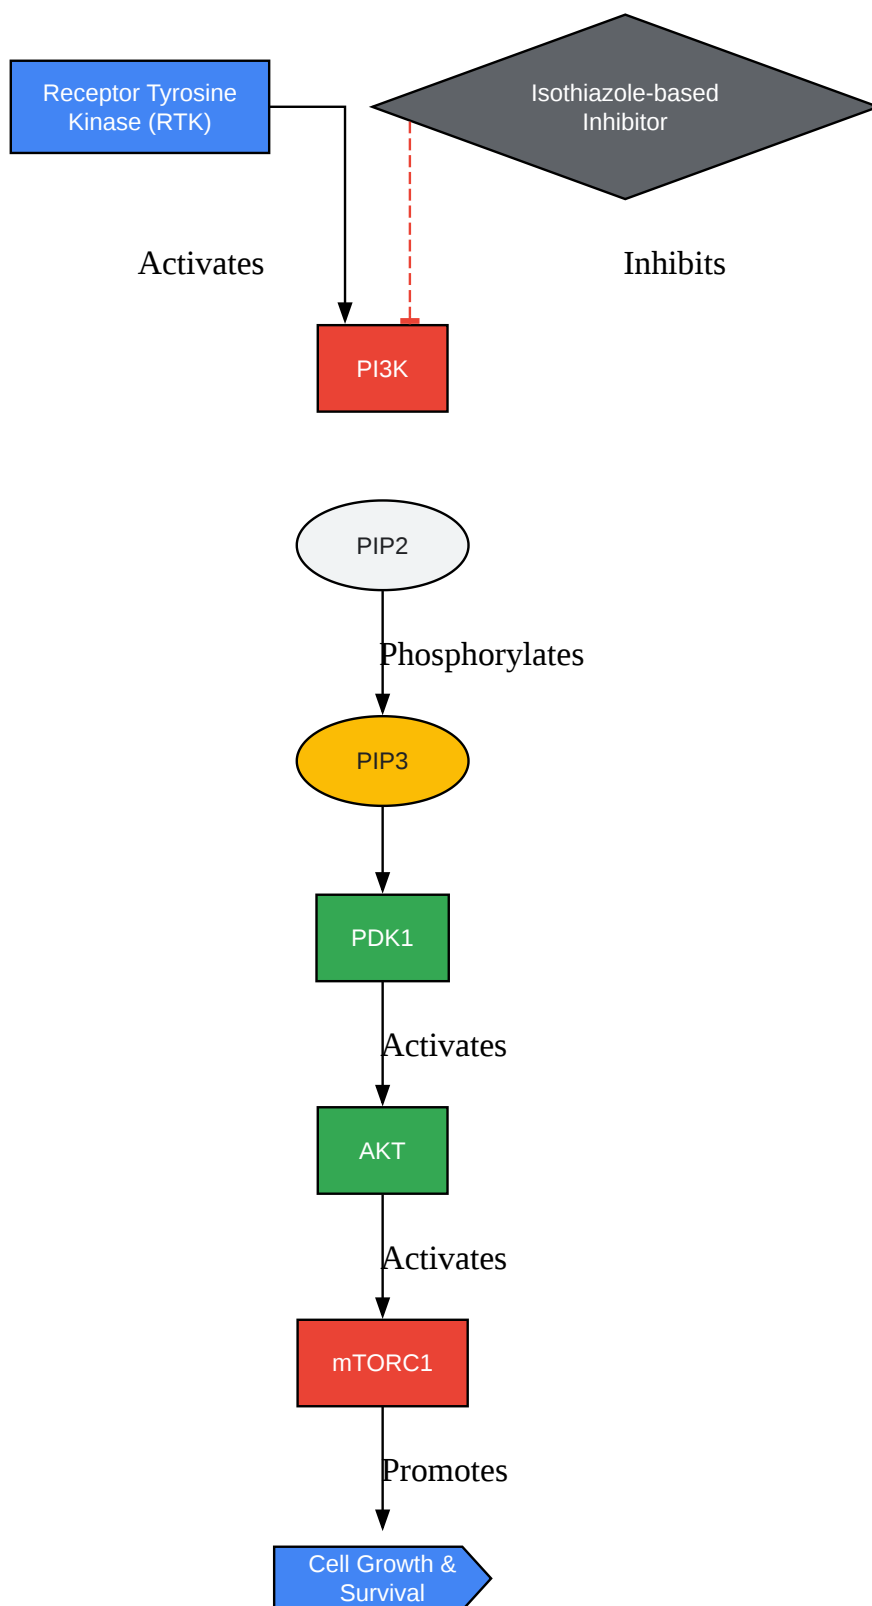 Receptor Tyrosine
Kinase (RTK)
Isothiazole-based
Inhibitor
Activates
Inhibits
PI3K
PIP2
Phosphorylates
PIP3
PDK1
Activates
AKT
Activates
mTORC1
Promotes
Cell Growth &
Survival